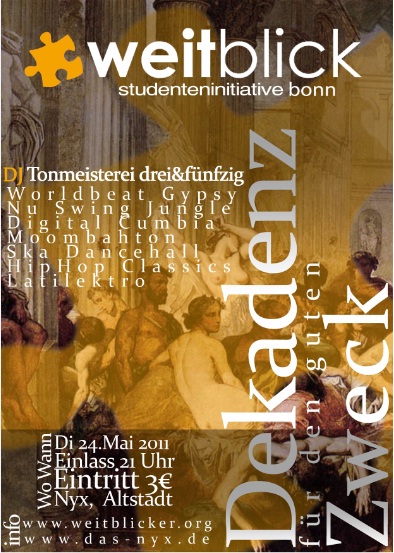 weitblick
studenteninitiative bonn
DJ Tonmeisterei drei&fünfzig
Worldbeat Gypsy
Nu Swing Jungle
Digital Cumbia
Moombahton
Ska Dancehall
HipHop Classics
Latilektro
Dekadenz
für den guten
Zweck
Wo Wann
Di 24.Mai 2011
Einlass 21 Uhr
Eintritt 3€
Nyx, Altstadt
info
www.weitblicker.org
www.das-nyx.de